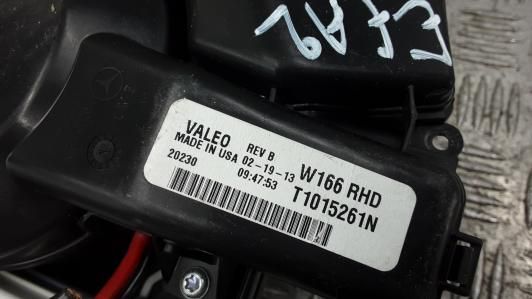 VALEO REV B W166 RHD
MADE IN USA 02-19-13 T1015261N
20230 09:47:53